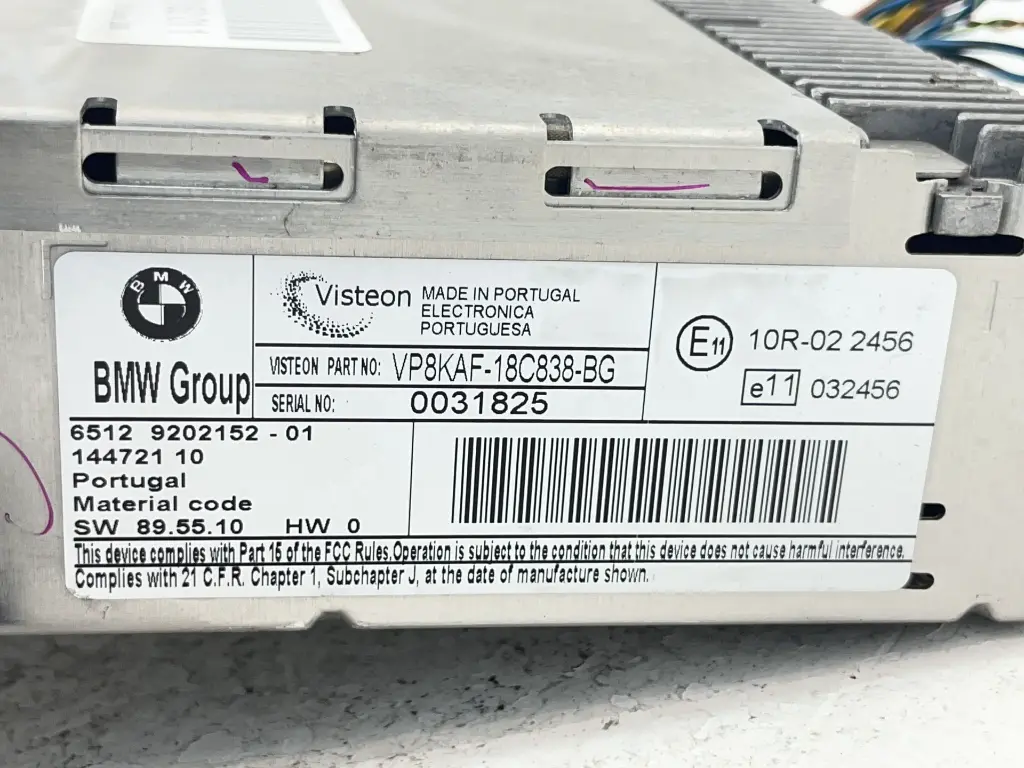 BMW
BMW Group
Visteon
MADE IN PORTUGAL
ELECTRONICA
PORTUGUESA
VISTEON PART NO: VP8KAF-18C838-BG
SERIAL NO: 0031825
E11 10R-02 2456
e11 032456
6512 9202152 - 01
144721 10
Portugal
Material code
SW 89.55.10 HW 0
This device complies with Part 15 of the FCC Rules.Operation is subject to the condition that this device does not cause harmful interference.
Complies with 21 C.F.R. Chapter 1, Subchapter J, at the date of manufacture shown.